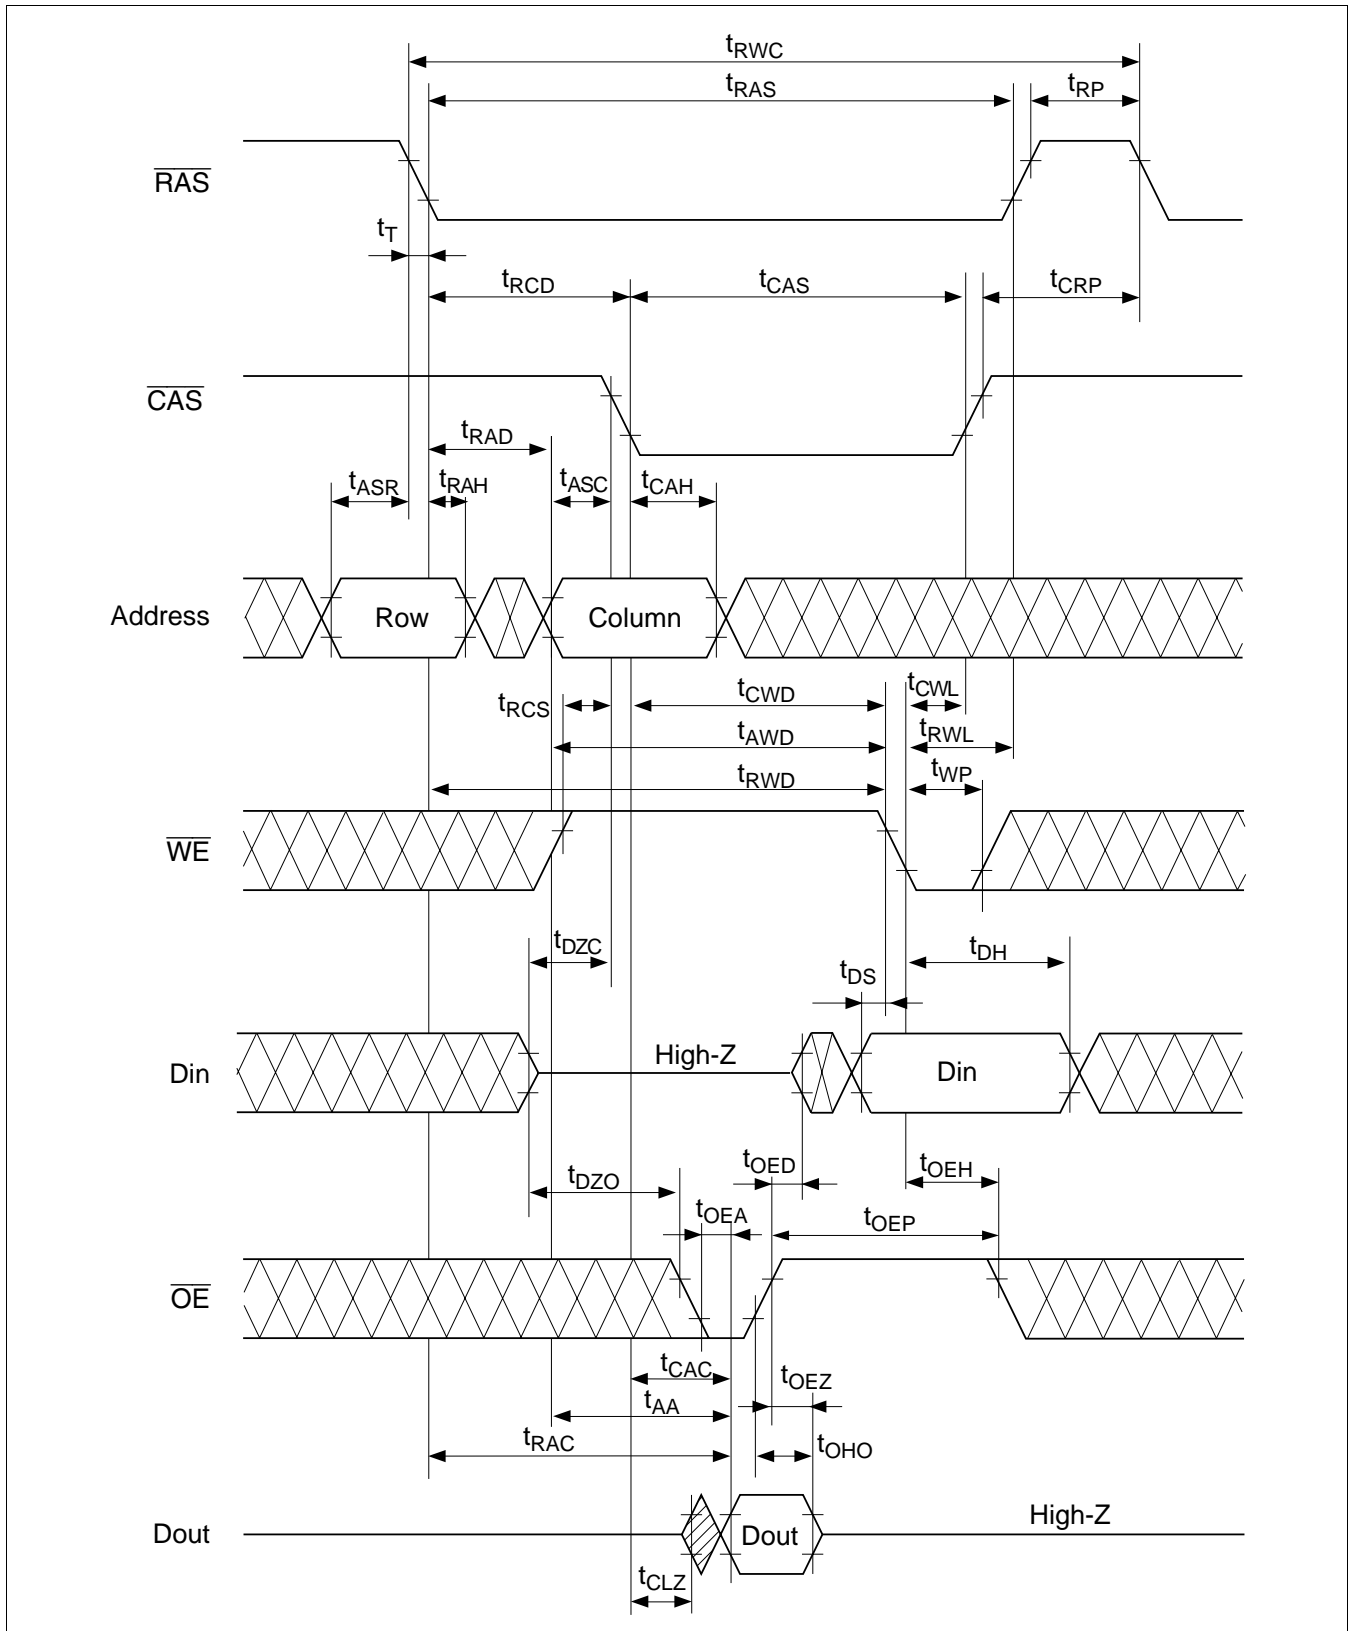 tRWC
tRAS
tRP
RAS
tT
tRCD
tCAS
tCRP
CAS
tRAD
tASR
tRAH
tASC
tCAH
Address
Row
Column
tRCS
tCWD
tCWL
tAWD
tRWL
tRWD
tWP
WE
tDZC
tDS
tDH
Din
High-Z
Din
tDZO
tOED
tOEH
tOEA
tOEP
OE
tCAC
tOEZ
tAA
tRAC
tOHO
Dout
Dout
High-Z
tCLZ